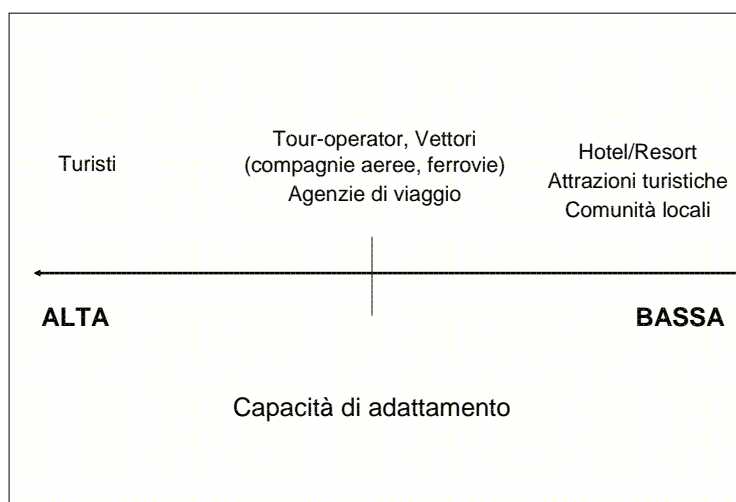 Turisti
Tour-operator, Vettori
(compagnie aeree, ferrovie)
Agenzie di viaggio
Hotel/Resort
Attrazioni turistiche
Comunità locali
ALTA
BASSA
Capacità di adattamento